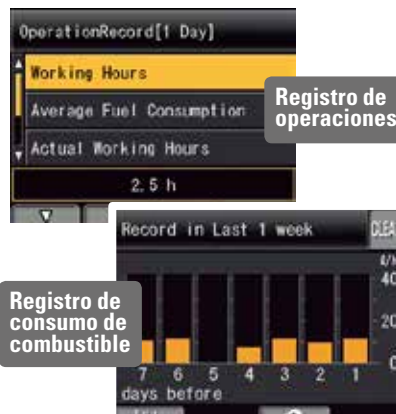 OperationRecord[1 Day]
Working Hours
Average Fuel Consumption
Actual Working Hours
2.5 h
Registro de
operaciones
Record in Last 1 week
Registro de
consumo de
combustible
40
20
0
7 6 5 4 3 2 1
days before